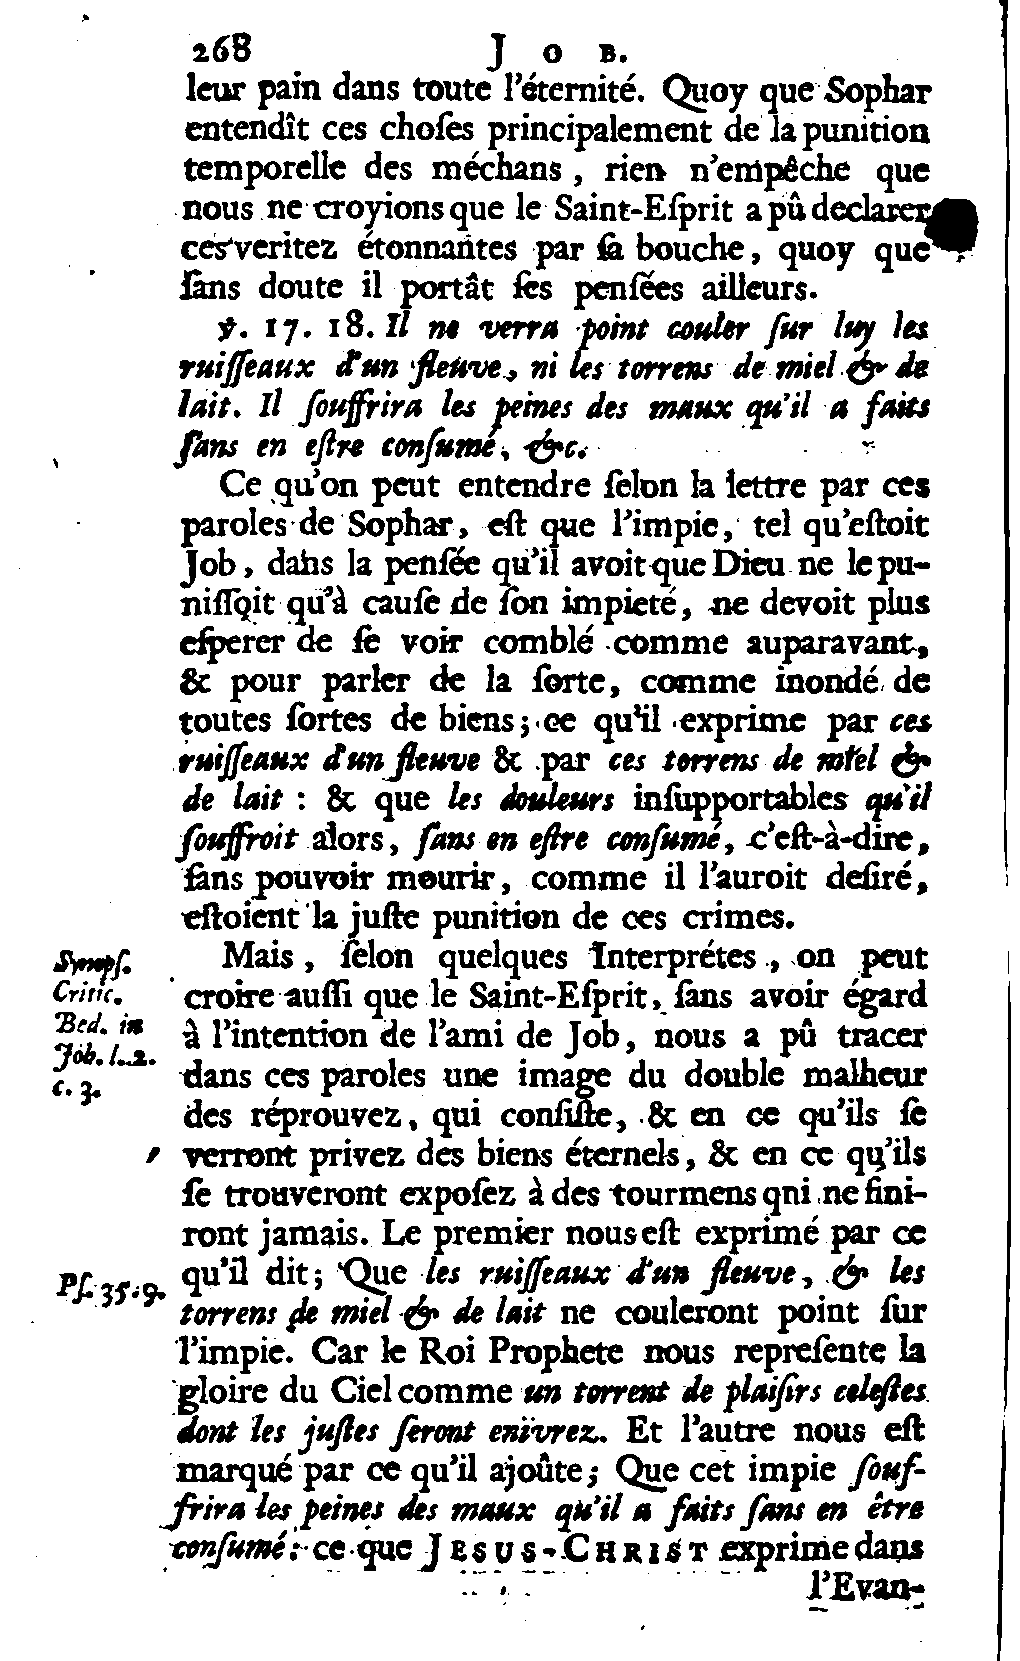 268 JOB.
leur pain dans toute l'éternité. Quoy que Sophar
entendît ces choſes principalement de la punition
temporelle des méchans, rien n'empêche que
nous ne croyions que le Saint-Eſprit a pû declarer
ces veritez étonnantes par ſa bouche, quoy que
ſans doute il portât ſes penſées ailleurs.
℣. 17. 18. Il ne verra point couler ſur luy les
ruiſſeaux d'un fleuve, ni les torrens de miel & de
lait. Il ſouffrira les peines des maux qu'il a faits
ſans en eſtre conſumé, &c.
Ce qu'on peut entendre ſelon la lettre par ces
paroles de Sophar, eſt que l'impie, tel qu'eſtoit
Job, dans la penſée qu'il avoit que Dieu ne le pu-
niſſoit qu'à cauſe de ſon impieté, ne devoit plus
eſperer de ſe voir comblé comme auparavant,
& pour parler de la ſorte, comme inondé de
toutes ſortes de biens; ce qu'il exprime par ces
ruiſſeaux d'un fleuve & par ces torrens de miel &
de lait : & que les douleurs inſupportables qu'il
ſouffroit alors, ſans en eſtre conſumé, c'eſt-à-dire,
ſans pouvoir mourir, comme il l'auroit deſiré,
eſtoient la juſte punition de ces crimes.
Mais, ſelon quelques Interprétes, on peut
croire auſſi que le Saint-Eſprit, ſans avoir égard
à l'intention de l'ami de Job, nous a pû tracer
dans ces paroles une image du double malheur
des réprouvez, qui conſiſte, & en ce qu'ils ſe
verront privez des biens éternels, & en ce qu'ils
ſe trouveront expoſez à des tourmens qni ne fini-
ront jamais. Le premier nous eſt exprimé par ce
qu'il dit; Que les ruiſſeaux d'un fleuve, & les
torrens de miel & de lait ne couleront point ſur
l'impie. Car le Roi Prophete nous repreſente la
gloire du Ciel comme un torrent de plaiſirs celeſtes
dont les juſtes ſeront enivrez. Et l'autre nous eſt
marqué par ce qu'il ajoûte; Que cet impie ſouf-
frira les peines des maux qu'il a faits ſans en être
conſumé: ce que JESUS-CHRIST exprime dans
l'Evan-
Synopſ.
Critic.
Bed. in
Job. l. 2.
c. 3.
Pſ. 35. 9.